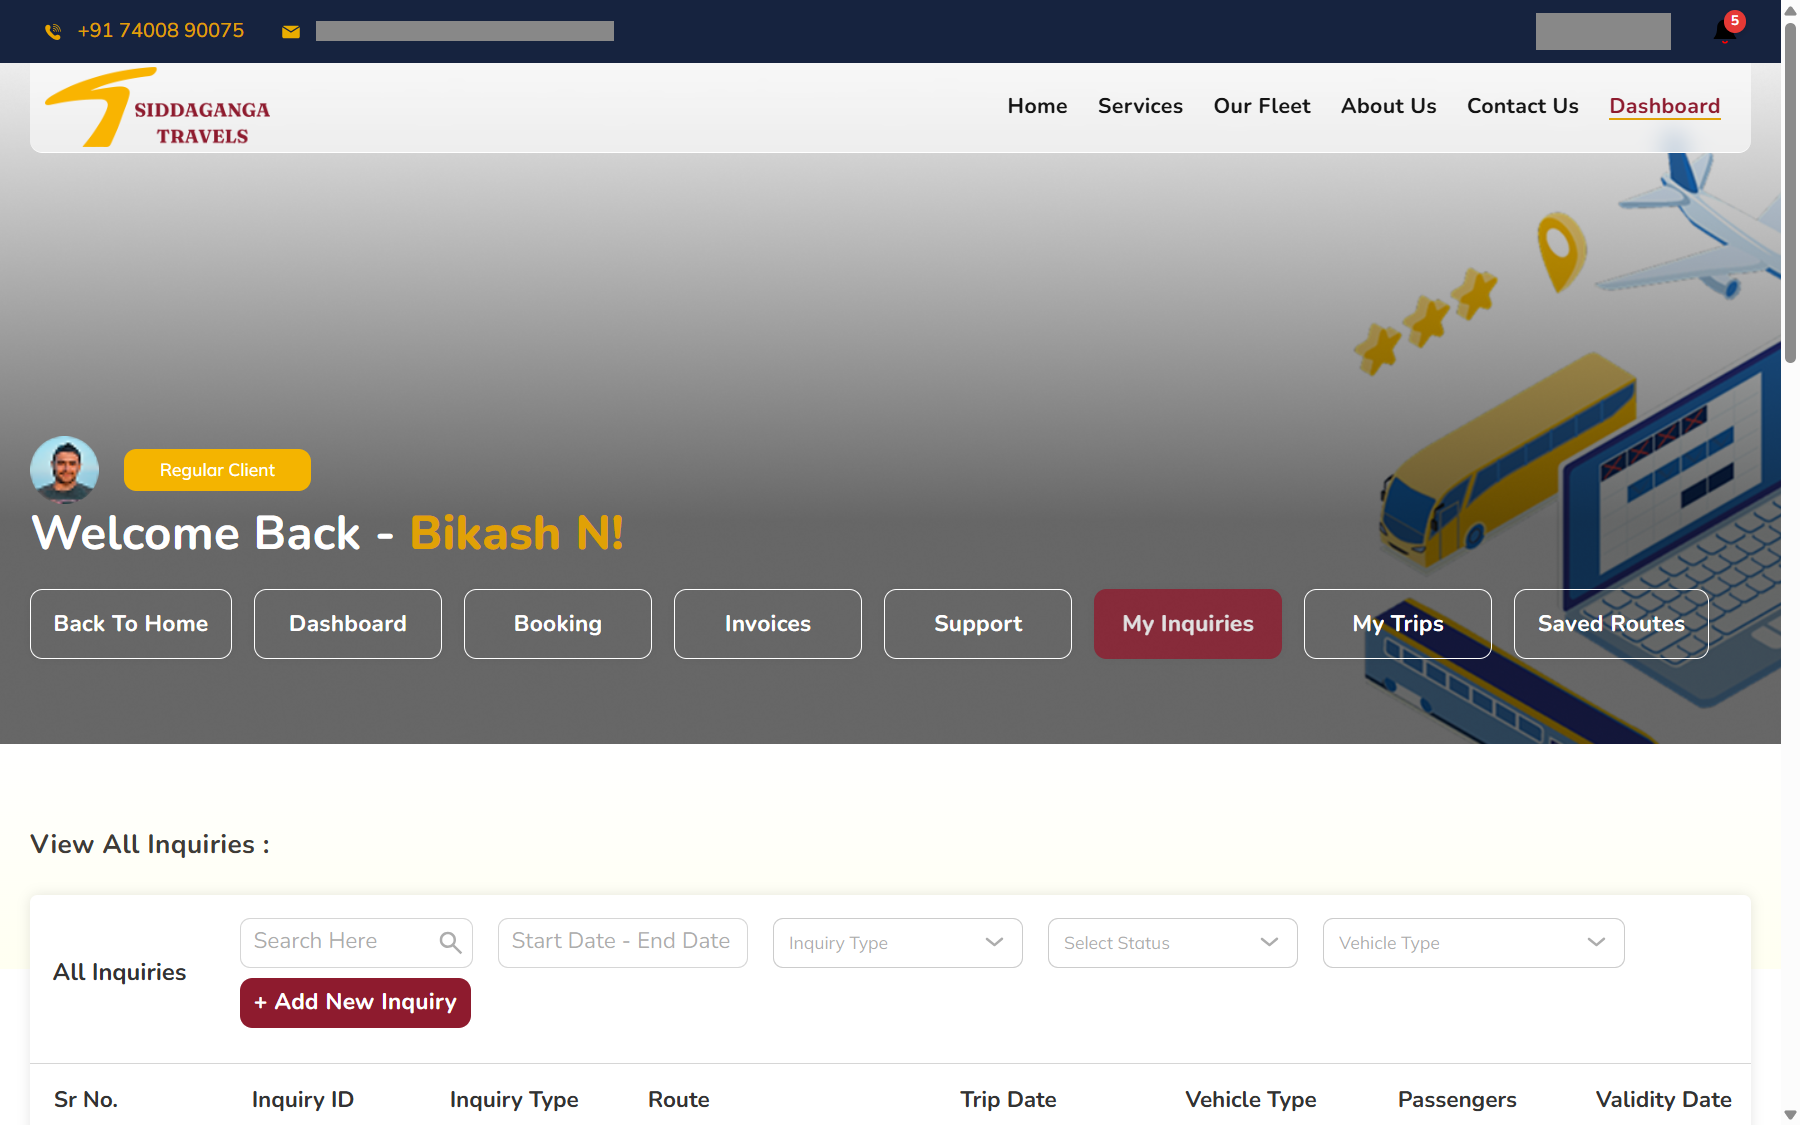 +91 74008 90075
5
SIDDAGANGA
TRAVELS
Home Services Our Fleet About Us Contact Us Dashboard
Regular Client
Welcome Back - Bikash N!
Back To Home Dashboard Booking Invoices Support My Inquiries My Trips Saved Routes
View All Inquiries :
All Inquiries
Search Here Start Date - End Date Inquiry Type Select Status Vehicle Type
+ Add New Inquiry
Sr No. Inquiry ID Inquiry Type Route Trip Date Vehicle Type Passengers Validity Date